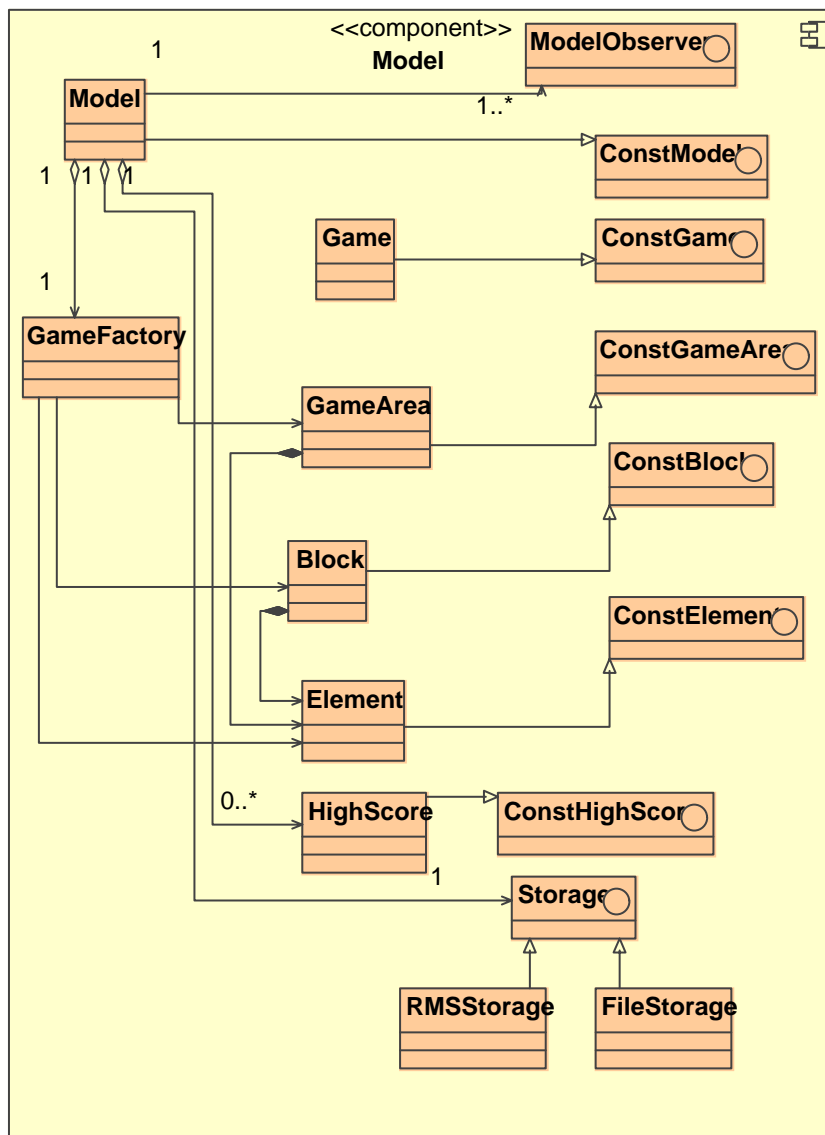 <<component>>
Model
1
ModelObserver
1..*
Model
ConstModel
1
1
1
Game
ConstGame
1
GameFactory
ConstGameArea
GameArea
ConstBlock
Block
ConstElement
Element
0..*
HighScore
ConstHighScore
1
Storage
RMSStorage
FileStorage